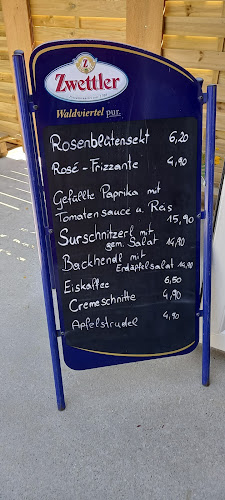 Z
Zwettler
Waldviertel pur.
Rosenblütensekt 6,20
Rosé - Frizzante 4,90
Gefüllte Paprika mit
Tomatensauce u. Reis
15,90
Surschnitzerl mit
gem. Salat 14,90
Backhendl mit
Erdäpfelsalat 14,90
Eiskaffee 6,50
Cremeschnitte 4,90
Apfelstrudel 4,90